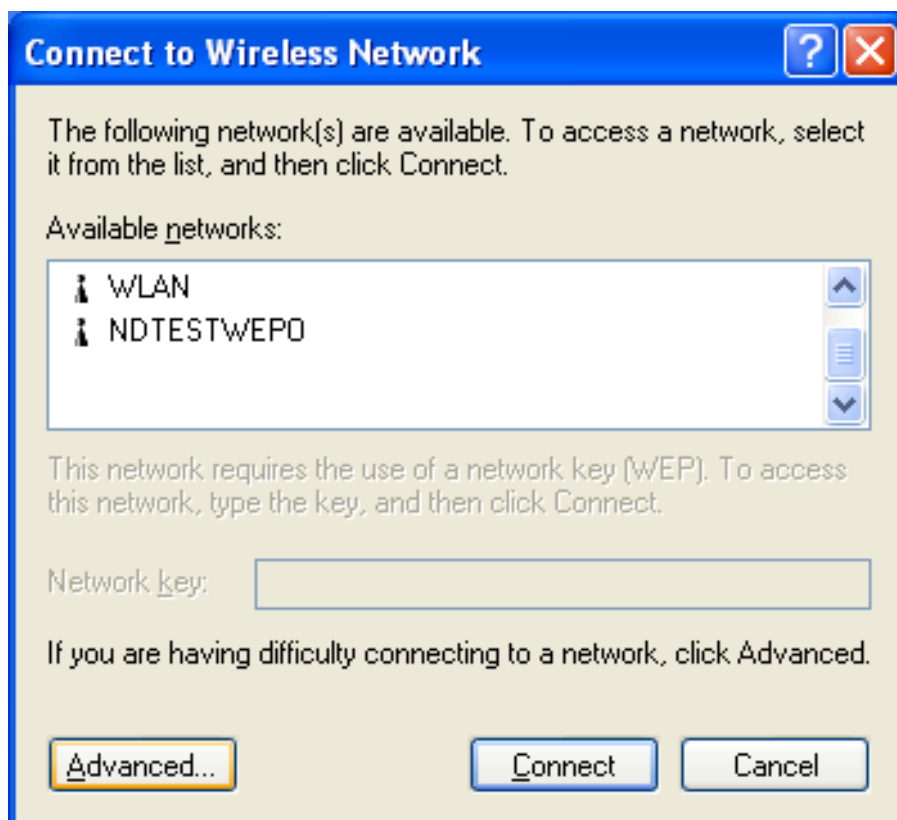 Connect to Wireless Network
The following network(s) are available. To access a network, select
it from the list, and then click Connect.
Available networks:
WLAN
NDTESTWEP0
This network requires the use of a network key (WEP). To access
this network, type the key, and then click Connect.
Network key:
If you are having difficulty connecting to a network, click Advanced.
Advanced... Connect Cancel